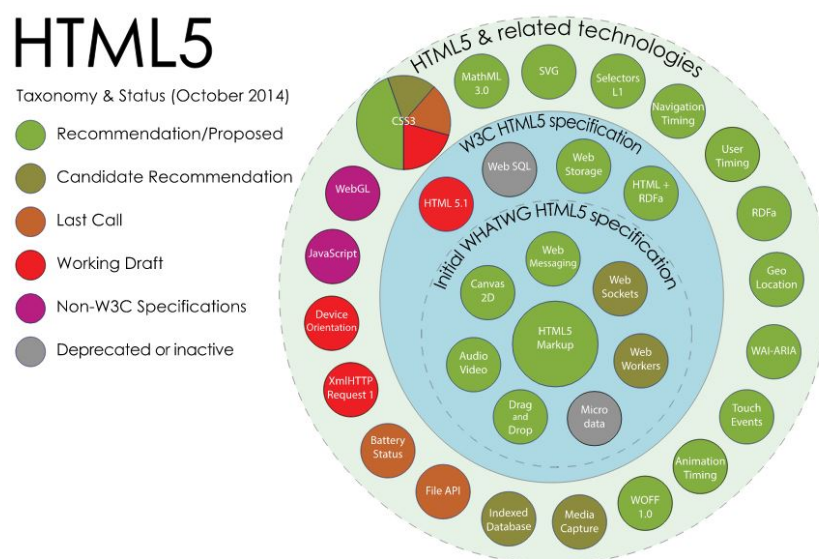 HTML5
Taxonomy & Status (October 2014)
Recommendation/Proposed
Candidate Recommendation
Last Call
Working Draft
Non-W3C Specifications
Deprecated or inactive
HTML5 & related technologies
CSS3
MathML
3.0
SVG
Selectors
L1
Navigation
Timing
User
Timing
RDFa
Geo
Location
WAI-ARIA
Touch
Events
Animation
Timing
WOFF
1.0
Media
Capture
Indexed
Database
File API
Battery
Status
XmlHTTP
Request 1
Device
Orientation
JavaScript
WebGL
W3C HTML5 specification
HTML 5.1
Web SQL
Web
Storage
HTML +
RDFa
Initial WHATWG HTML5 specification
Web
Messaging
Web
Sockets
Web
Workers
Micro
data
Drag
and
Drop
Audio
Video
Canvas
2D
HTML5
Markup